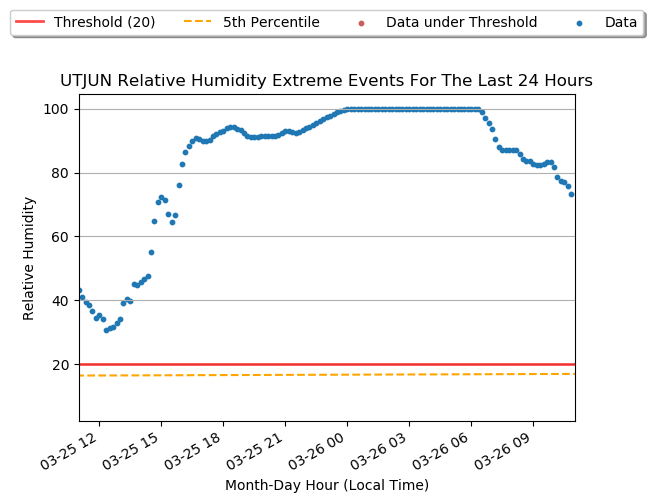 Threshold (20) 5th Percentile Data under Threshold Data
UTJUN Relative Humidity Extreme Events For The Last 24 Hours
100
80
60
40
20
Relative Humidity
03-25 12 03-25 15 03-25 18 03-25 21 03-26 00 03-26 03 03-26 06 03-26 09
Month-Day Hour (Local Time)